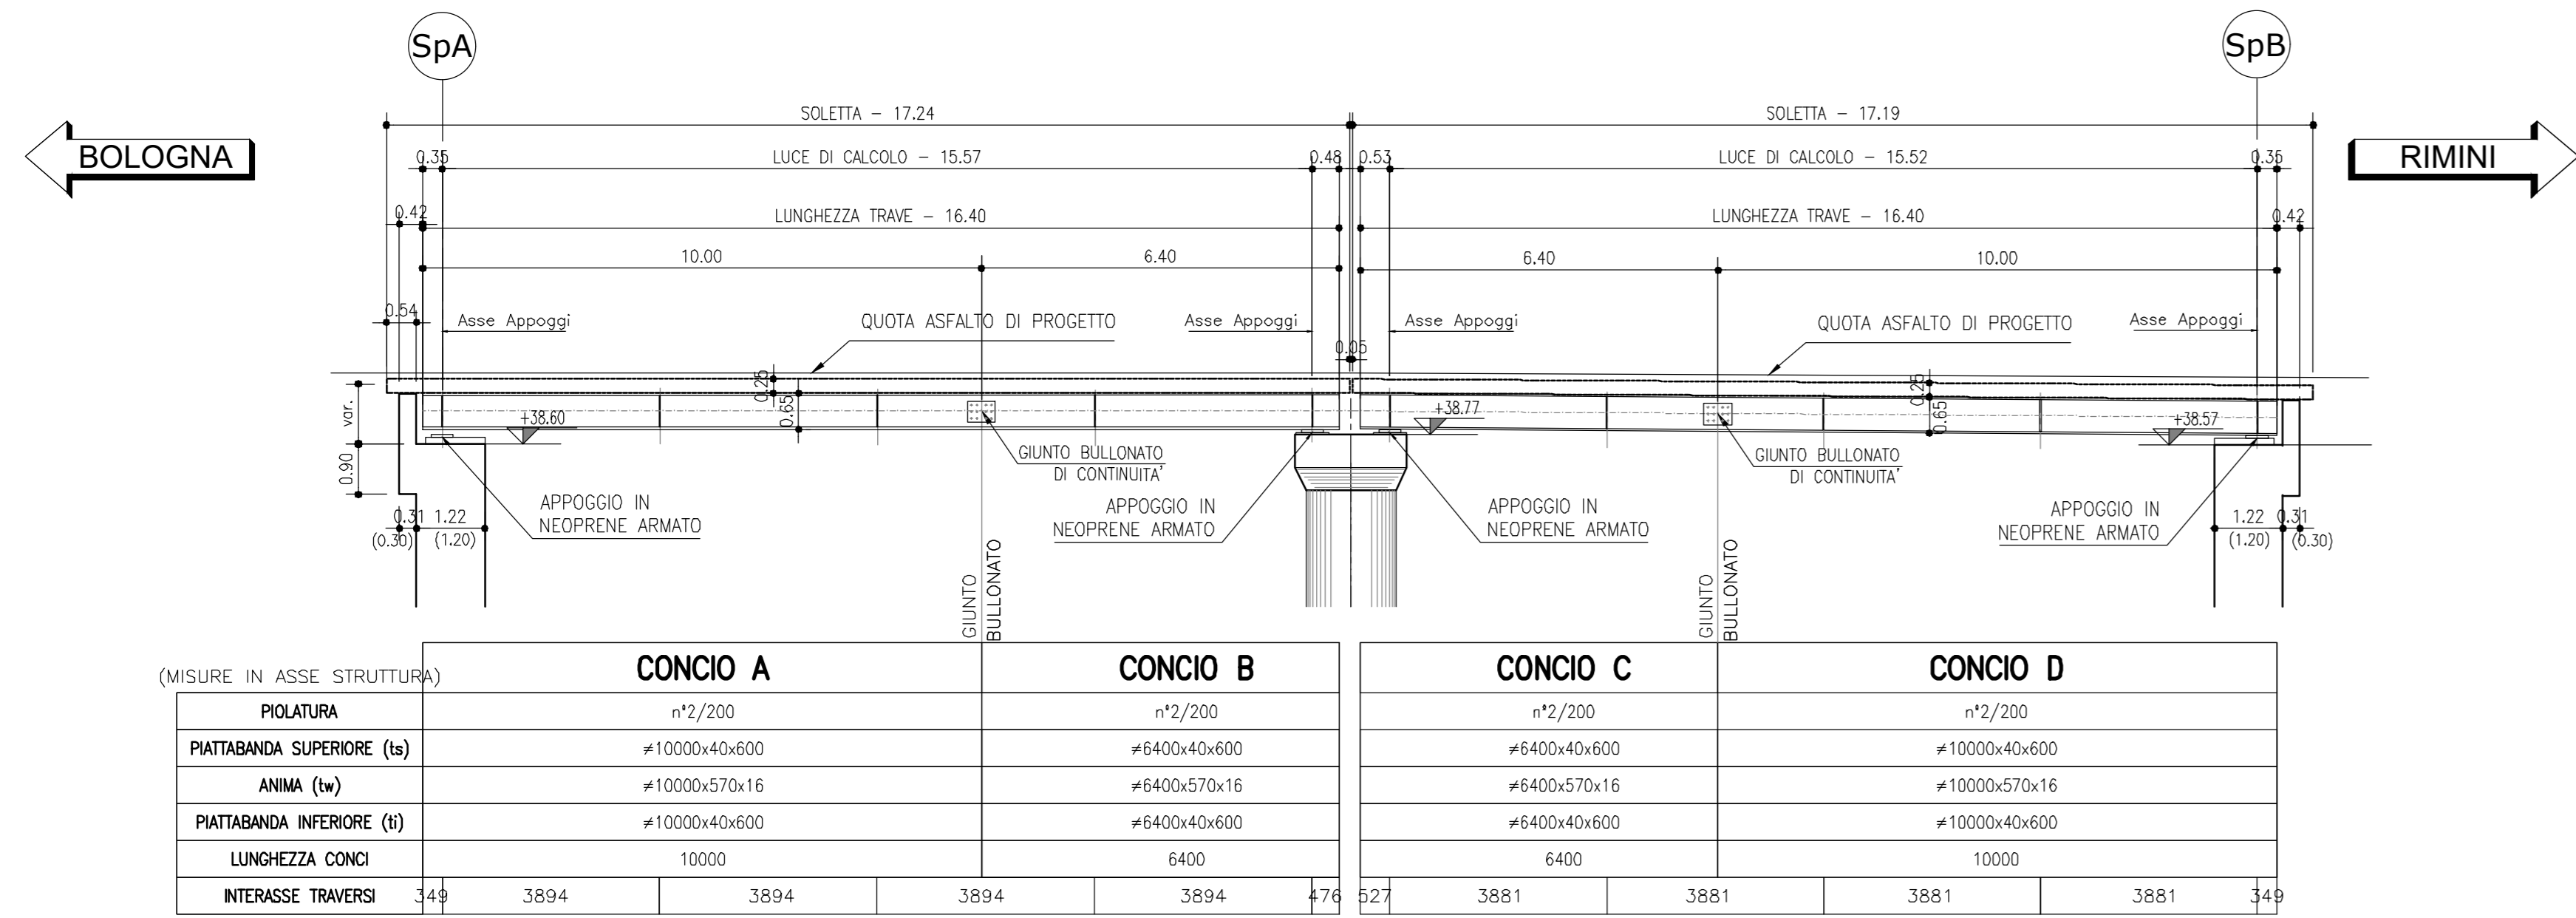 SpA
SpB
SOLETTA – 17.24
SOLETTA – 17.19
BOLOGNA
RIMINI
0.35
LUCE DI CALCOLO – 15.57
0.48
0.53
LUCE DI CALCOLO – 15.52
0.35
0.42
LUNGHEZZA TRAVE – 16.40
LUNGHEZZA TRAVE – 16.40
0.42
10.00
6.40
6.40
10.00
0.54
Asse Appoggi
QUOTA ASFALTO DI PROGETTO
Asse Appoggi
Asse Appoggi
QUOTA ASFALTO DI PROGETTO
Asse Appoggi
0.05
0.25
0.25
var.
+38.60
0.65
+38.77
0.65
+38.57
GIUNTO BULLONATO
DI CONTINUITA'
GIUNTO BULLONATO
DI CONTINUITA'
0.90
APPOGGIO IN
NEOPRENE ARMATO
APPOGGIO IN
NEOPRENE ARMATO
APPOGGIO IN
NEOPRENE ARMATO
APPOGGIO IN
NEOPRENE ARMATO
0.31 1.22
(0.30) (1.20)
1.22 0.31
(1.20) (0.30)
GIUNTO
BULLONATO
GIUNTO
BULLONATO
(MISURE IN ASSE STRUTTURA)
CONCIO A
CONCIO B
CONCIO C
CONCIO D
PIOLATURA
n°2/200
n°2/200
n°2/200
n°2/200
PIATTABANDA SUPERIORE (ts)
≠10000x40x600
≠6400x40x600
≠6400x40x600
≠10000x40x600
ANIMA (tw)
≠10000x570x16
≠6400x570x16
≠6400x570x16
≠10000x570x16
PIATTABANDA INFERIORE (ti)
≠10000x40x600
≠6400x40x600
≠6400x40x600
≠10000x40x600
LUNGHEZZA CONCI
10000
6400
6400
10000
INTERASSE TRAVERSI
349
3894
3894
3894
3894
476
527
3881
3881
3881
3881
349